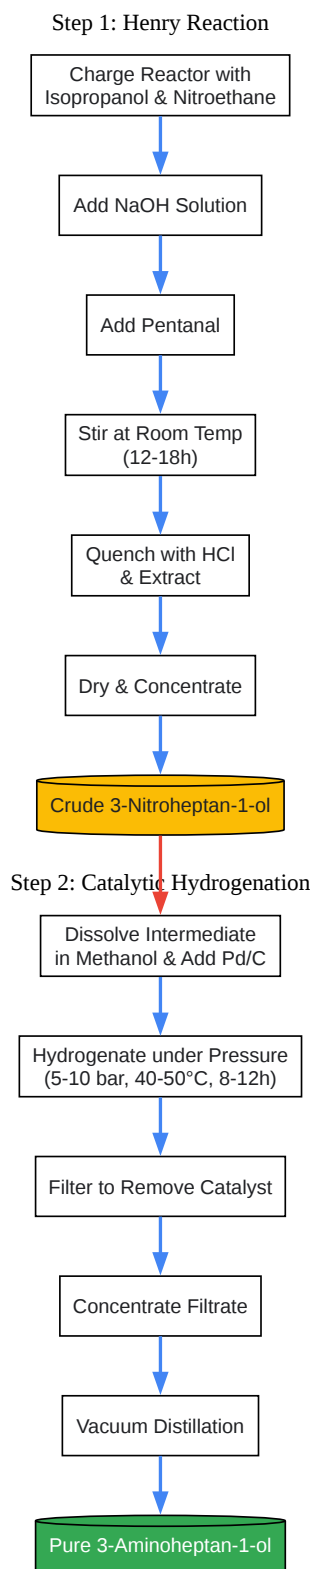 Step 1: Henry Reaction
Charge Reactor with
Isopropanol & Nitroethane
Add NaOH Solution
Add Pentanal
Stir at Room Temp
(12-18h)
Quench with HCl
& Extract
Dry & Concentrate
Crude 3-Nitroheptan-1-ol
Step 2: Catalytic Hydrogenation
Dissolve Intermediate
in Methanol & Add Pd/C
Hydrogenate under Pressure
(5-10 bar, 40-50°C, 8-12h)
Filter to Remove Catalyst
Concentrate Filtrate
Vacuum Distillation
Pure 3-Aminoheptan-1-ol